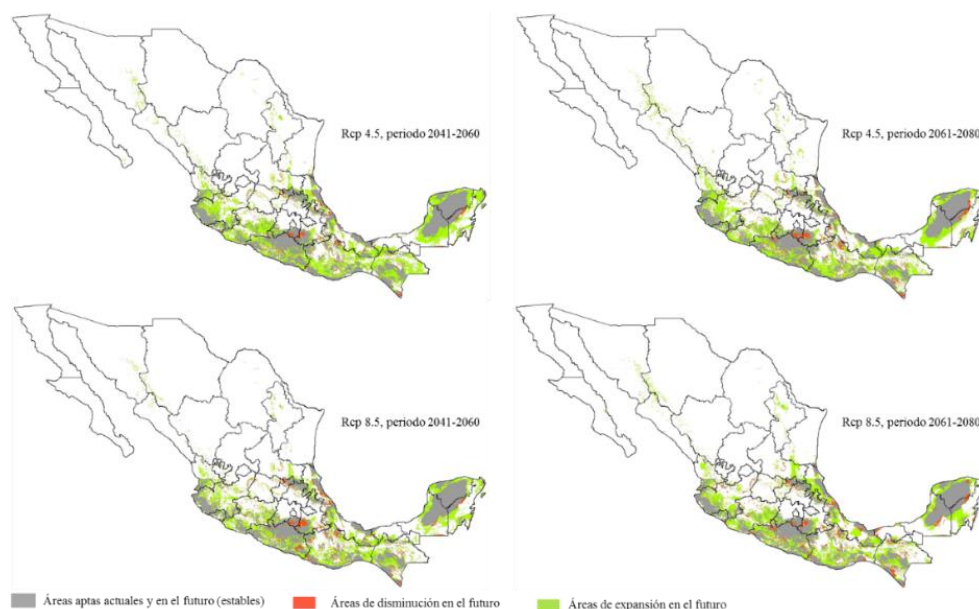 Rcp 4.5, periodo 2041-2060
Rcp 4.5, periodo 2061-2080
Rcp 8.5, periodo 2041-2060
Rcp 8.5, periodo 2061-2080
Áreas aptas actuales y en el futuro (estables)
Áreas de disminución en el futuro
Áreas de expansión en el futuro